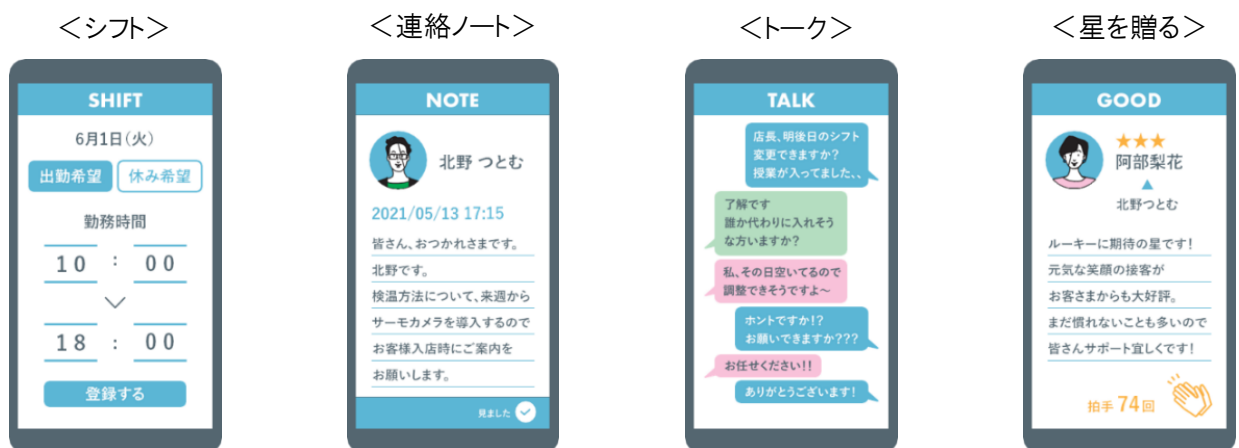 ＜シフト＞
SHIFT
6月1日（火）
出勤希望
休み希望
勤務時間
10 : 00
18 : 00
登録する
＜連絡ノート＞
NOTE
北野 つとむ
2021/05/13 17:15
皆さん、おつかれさまです。
北野です。
検温方法について、来週から
サーモカメラを導入するので
お客様入店時にご案内を
お願いします。
見ました
＜トーク＞
TALK
店長、明後日のシフト
変更できますか？
授業が入ってました、、
了解です
誰か代わりに入れそう
な方いますか？
私、その日空いてるので
調整できそうですよ～
ホントですか！？
お願いできますか？？？
お任せください！！
ありがとうございます！
＜星を贈る＞
GOOD
★★★
阿部梨花
▲
北野つとむ
ルーキーに期待の星です！
元気な笑顔の接客が
お客さまからも大好評。
まだ慣れないことも多いので
皆さんサポート宜しくです！
拍手 74回